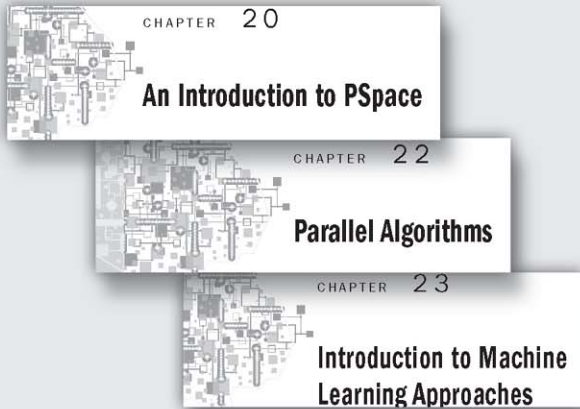 CHAPTER 20
An Introduction to PSpace
CHAPTER 22
Parallel Algorithms
CHAPTER 23
Introduction to Machine
Learning Approaches